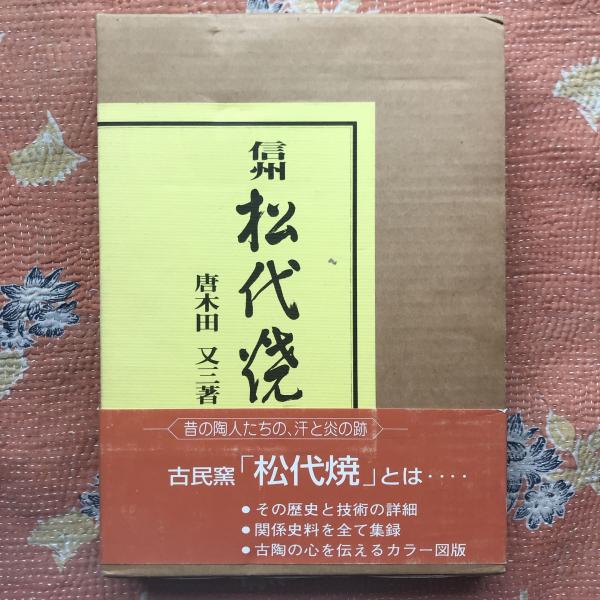 信州
松代焼
唐木田 又三著
昔の陶人たちの、汗と炎の跡
古民窯「松代焼」とは‥‥
●その歴史と技術の詳細
●関係史料を全て集録
●古陶の心を伝えるカラー図版